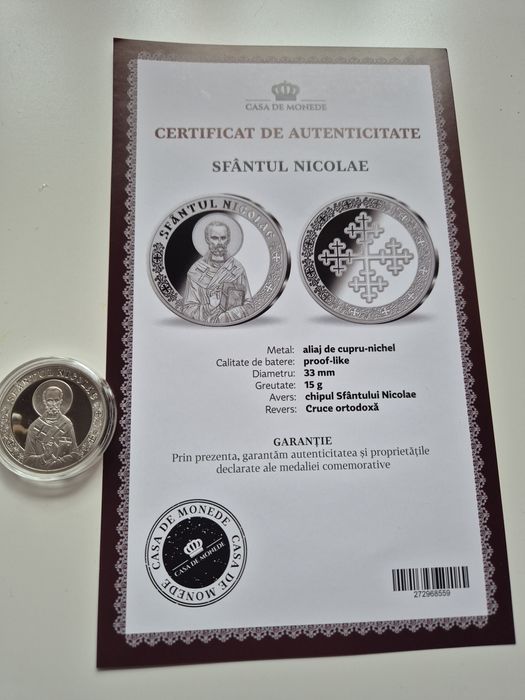 CASA DE MONEDE
CERTIFICAT DE AUTENTICITATE
SFÂNTUL NICOLAE
SFÂNTUL NICOLAE
Metal: aliaj de cupru-nichel
Calitate de batere: proof-like
Diametru: 33 mm
Greutate: 15 g
Avers: chipul Sfântului Nicolae
Revers: Cruce ortodoxă
SFÂNTUL NICOLAE
GARANȚIE
Prin prezenta, garantăm autenticitatea și proprietățile
declarate ale medaliei comemorative
CASA DE MONEDE
CASA DE MONEDE
CASA DE MONEDE
272968559